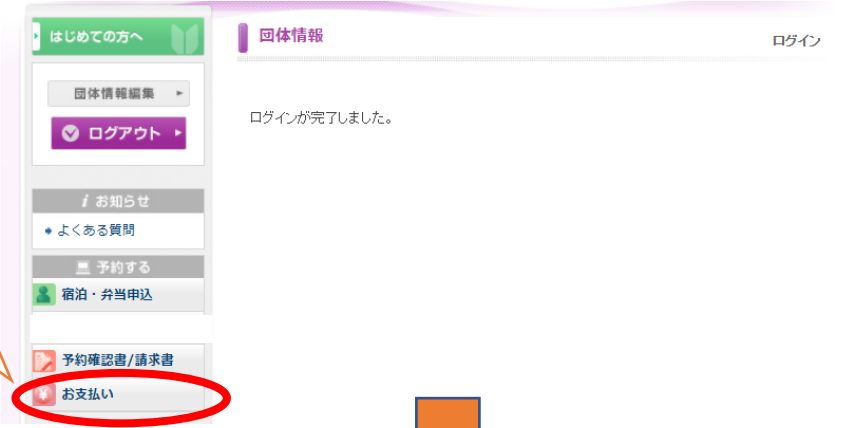 はじめての方へ
団体情報
ログイン
団体情報編集
ログアウト
ログインが完了しました。
i お知らせ
よくある質問
予約する
宿泊・弁当申込
予約確認書/請求書
¥ お支払い